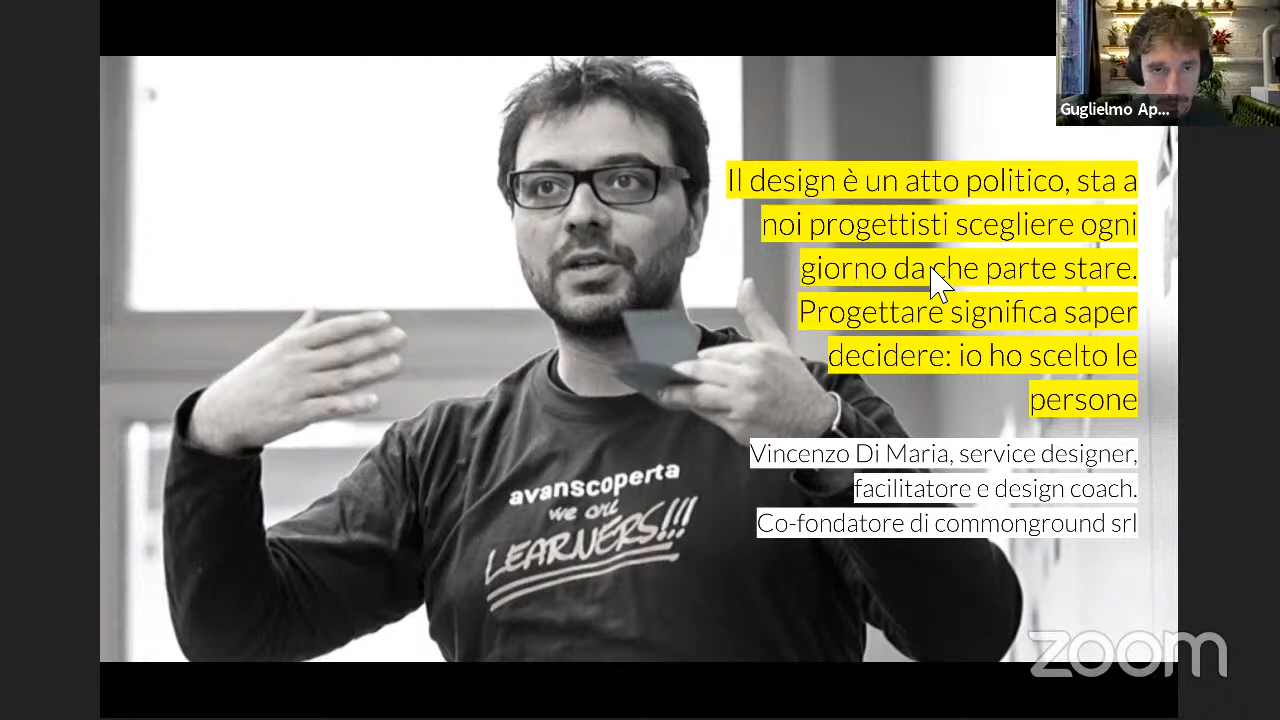 Guglielmo Ap...
Il design è un atto politico, sta a
noi progettisti scegliere ogni
giorno da che parte stare.
Progettare significa saper
decidere: io ho scelto le
persone
Vincenzo Di Maria, service designer,
facilitatore e design coach.
Co-fondatore di commonground srl
avanscoperta
we are
LEARNERS!!!
zoom